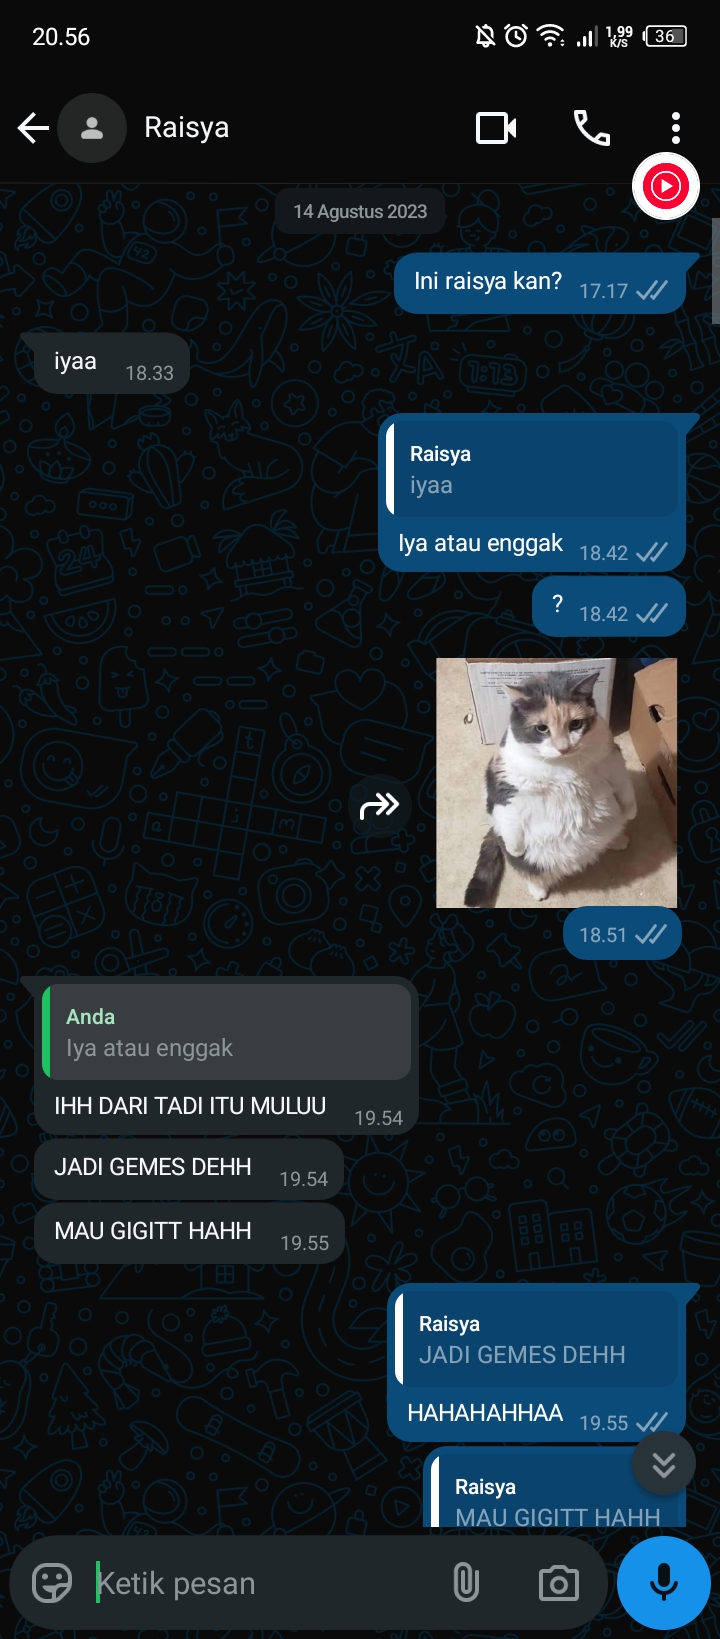 20.56
1,99
K/S
36
Raisya
14 Agustus 2023
Ini raisya kan? 17.17
iyaa 18.33
Raisya
iyaa
Iya atau enggak 18.42
? 18.42
18.51
Anda
Iya atau enggak
IHH DARI TADI ITU MULUU 19.54
JADI GEMES DEHH 19.54
MAU GIGITT HAHH 19.55
Raisya
JADI GEMES DEHH
HAHAHAHHAA 19.55
Raisya
MAU GIGITT HAHH
Ketik pesan